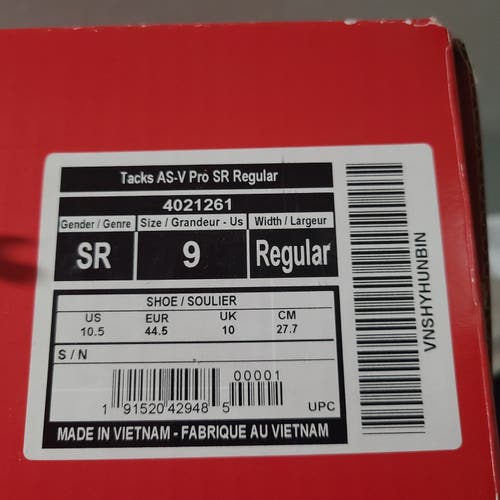 Tacks AS-V Pro SR Regular
4021261
Gender / Genre Size / Grandeur - Us Width / Largeur
SR 9 Regular
SHOE / SOULIER
US EUR UK CM
10.5 44.5 10 27.7
S / N
00001
1 91520 42948 5 UPC
MADE IN VIETNAM - FABRIQUE AU VIETNAM
VNSHYHUNBIN